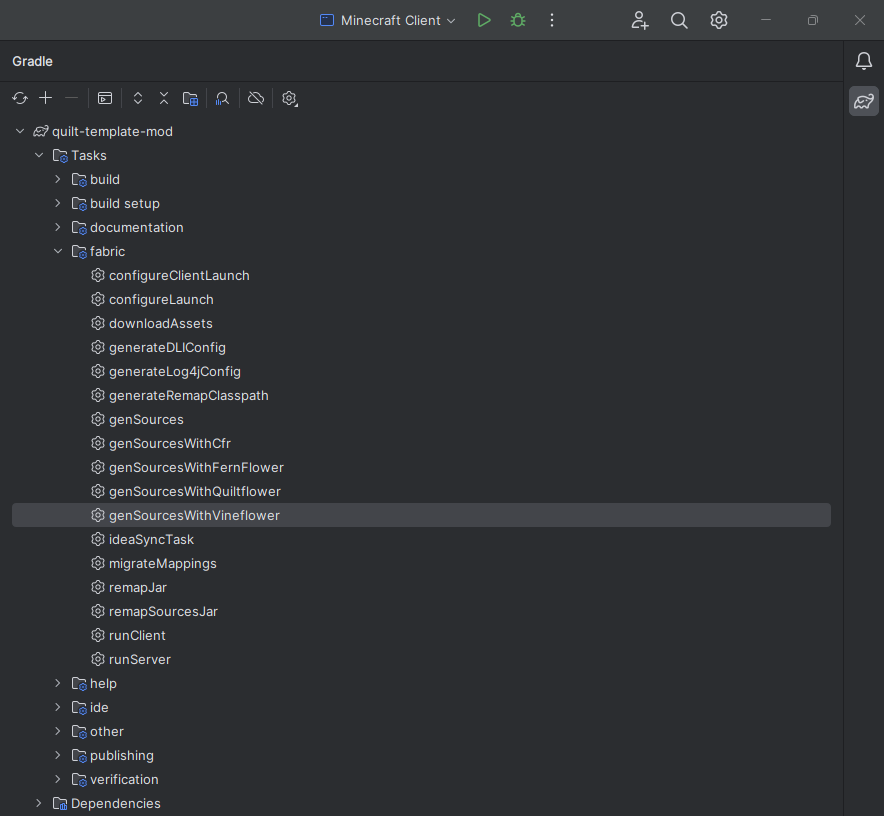 Minecraft Client
Gradle
quilt-template-mod
Tasks
build
build setup
documentation
fabric
configureClientLaunch
configureLaunch
downloadAssets
generateDLIConfig
generateLog4jConfig
generateRemapClasspath
genSources
genSourcesWithCfr
genSourcesWithFernFlower
genSourcesWithQuiltflower
genSourcesWithVineflower
ideaSyncTask
migrateMappings
remapJar
remapSourcesJar
runClient
runServer
help
ide
other
publishing
verification
Dependencies